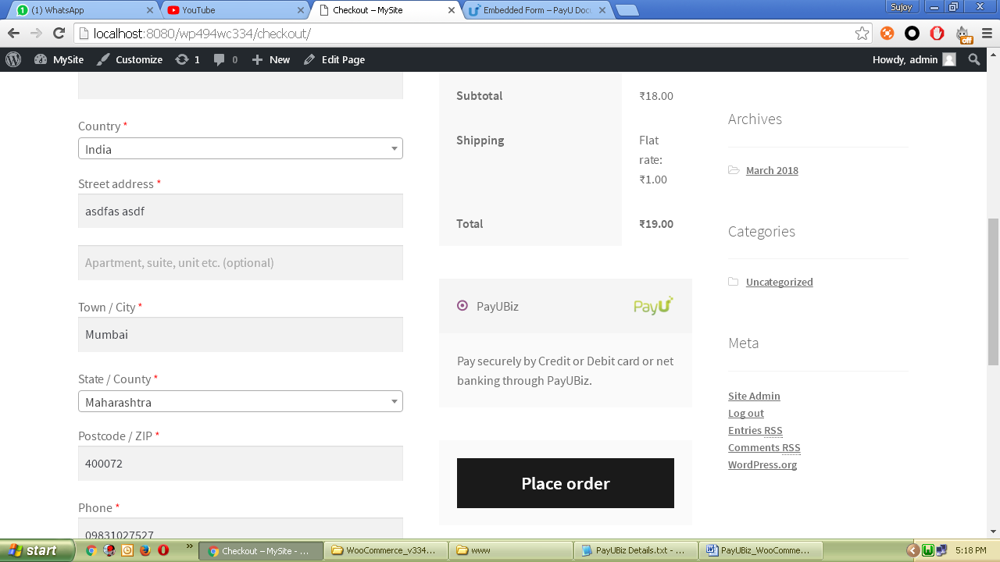 (1) WhatsApp
YouTube
Checkout – MySite
Embedded Form – PayU Doc
Sujoy
localhost:8080/wp494wc334/checkout/
off
MySite
Customize
1
0
New
Edit Page
Howdy, admin
Country *
India
Street address *
asdfas asdf
Apartment, suite, unit etc. (optional)
Town / City *
Mumbai
State / County *
Maharashtra
Postcode / ZIP *
400072
Phone *
09831027527
Subtotal ₹18.00
Shipping Flat
rate:
₹1.00
Total ₹19.00
PayUBiz PayU
Pay securely by Credit or Debit card or net
banking through PayUBiz.
Place order
Archives
March 2018
Categories
Uncategorized
Meta
Site Admin
Log out
Entries RSS
Comments RSS
WordPress.org
start
Checkout – MySite - ...
WooCommerce_v334...
www
PayUBiz Details.txt - ...
PayUBiz_WooComme...
5:18 PM